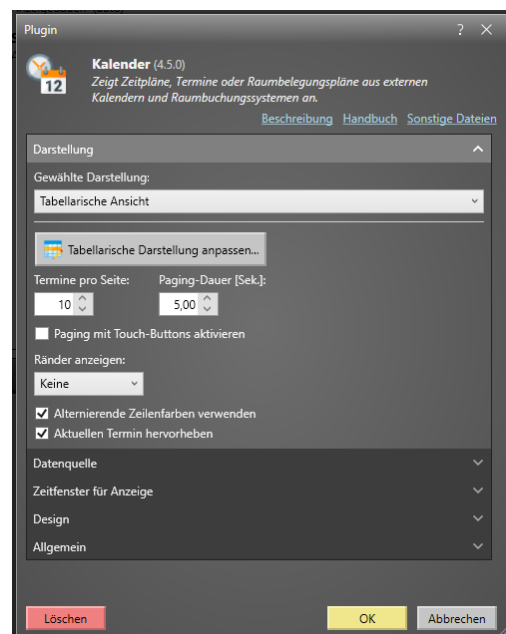 Plugin
?
12
Kalender (4.5.0)
Zeigt Zeitpläne, Termine oder Raumbelegungspläne aus externen
Kalendern und Raumbuchungssystemen an.
Beschreibung Handbuch Sonstige Dateien
Darstellung
Gewählte Darstellung:
Tabellarische Ansicht
Tabellarische Darstellung anpassen...
Termine pro Seite: Paging-Dauer [Sek.]:
10 5,00
Paging mit Touch-Buttons aktivieren
Ränder anzeigen:
Keine
Alternierende Zeilenfarben verwenden
Aktuellen Termin hervorheben
Datenquelle
Zeitfenster für Anzeige
Design
Allgemein
Löschen OK Abbrechen